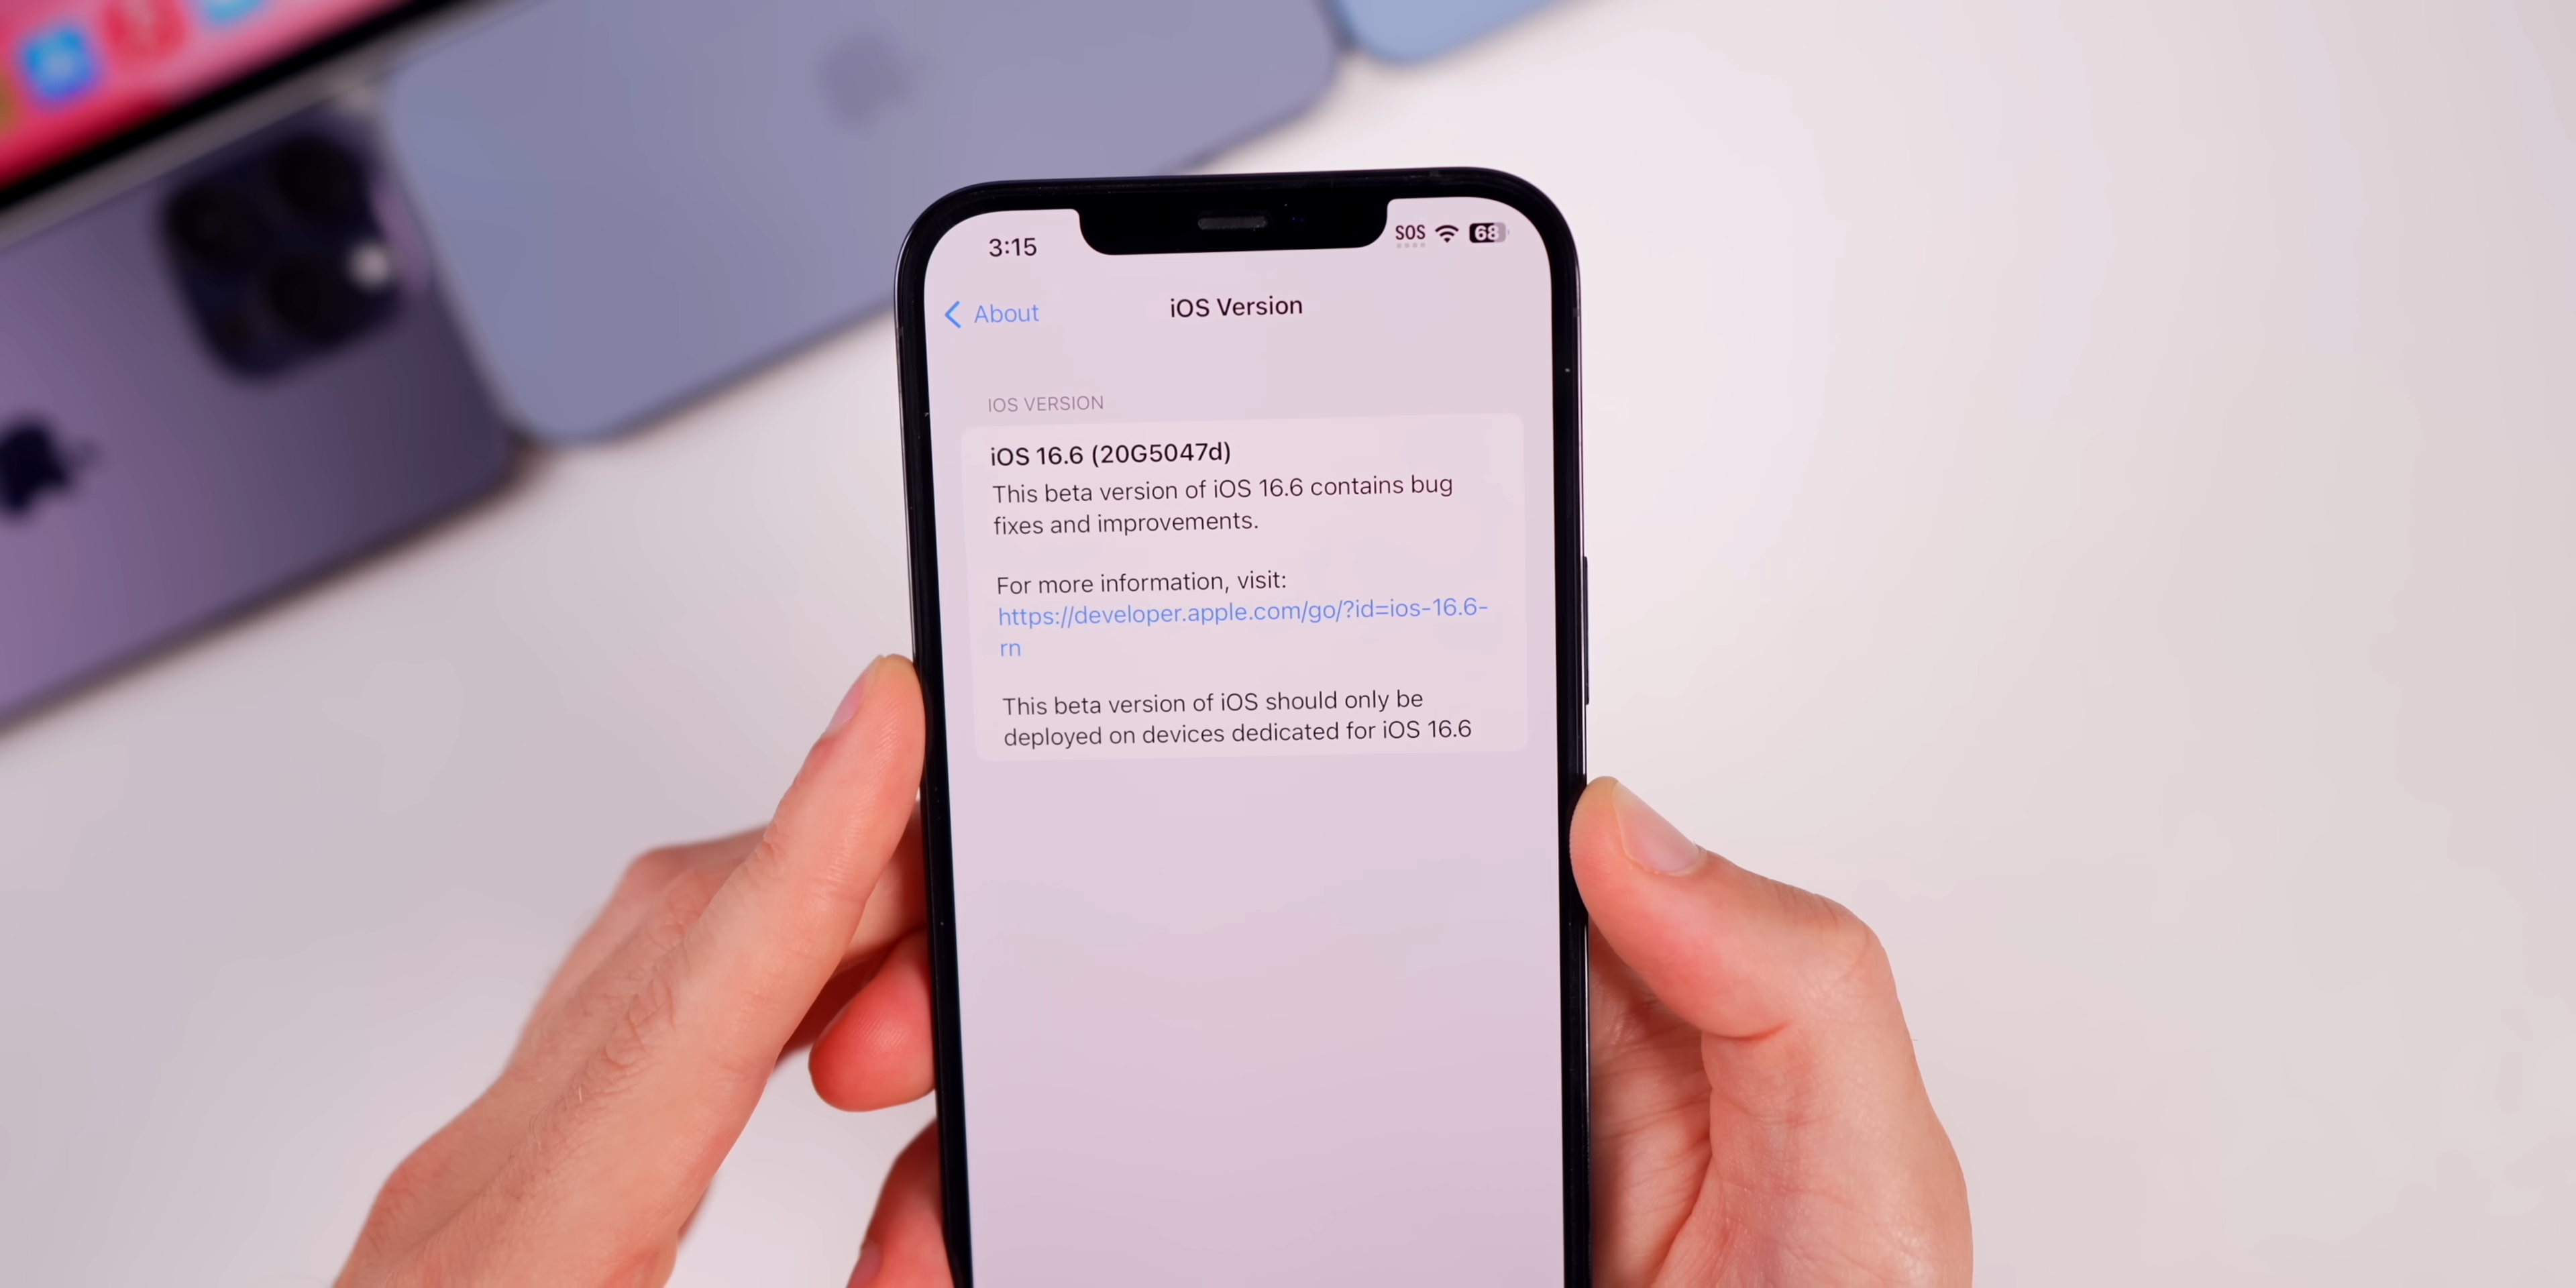 3:15
SOS 68
About
iOS Version
IOS VERSION
iOS 16.6 (20G5047d)
This beta version of iOS 16.6 contains bug
fixes and improvements.
For more information, visit:
https://developer.apple.com/go/?id=ios-16.6-
rn
This beta version of iOS should only be
deployed on devices dedicated for iOS 16.6